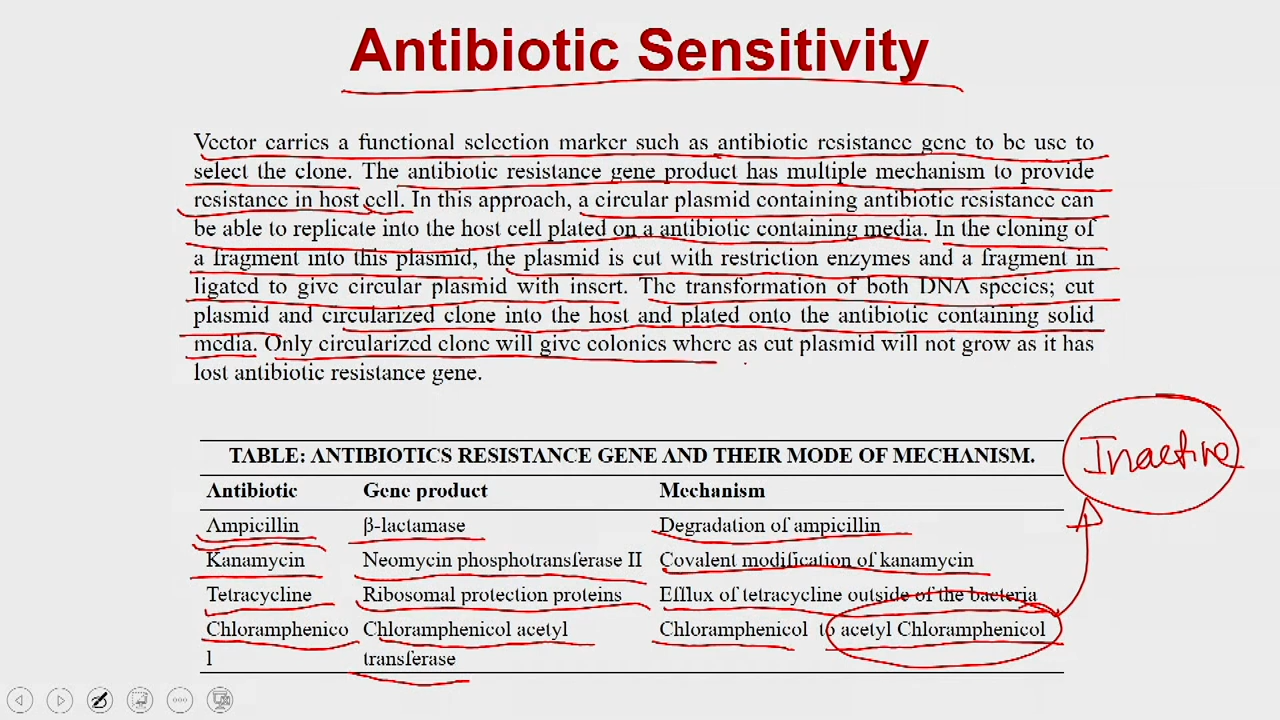 Antibiotic Sensitivity
Vector carries a functional selection marker such as antibiotic resistance gene to be use to
select the clone. The antibiotic resistance gene product has multiple mechanism to provide
resistance in host cell. In this approach, a circular plasmid containing antibiotic resistance can
be able to replicate into the host cell plated on a antibiotic containing media. In the cloning of
a fragment into this plasmid, the plasmid is cut with restriction enzymes and a fragment in
ligated to give circular plasmid with insert. The transformation of both DNA species; cut
plasmid and circularized clone into the host and plated onto the antibiotic containing solid
media. Only circularized clone will give colonies where as cut plasmid will not grow as it has
lost antibiotic resistance gene.
Inactive
TABLE: ANTIBIOTICS RESISTANCE GENE AND THEIR MODE OF MECHANISM.
Antibiotic Gene product Mechanism
Ampicillin β-lactamase Degradation of ampicillin
Kanamycin Neomycin phosphotransferase II Covalent modification of kanamycin
Tetracycline Ribosomal protection proteins Efflux of tetracycline outside of the bacteria
Chloramphenico Chloramphenicol acetyl Chloramphenicol to acetyl Chloramphenicol
l transferase